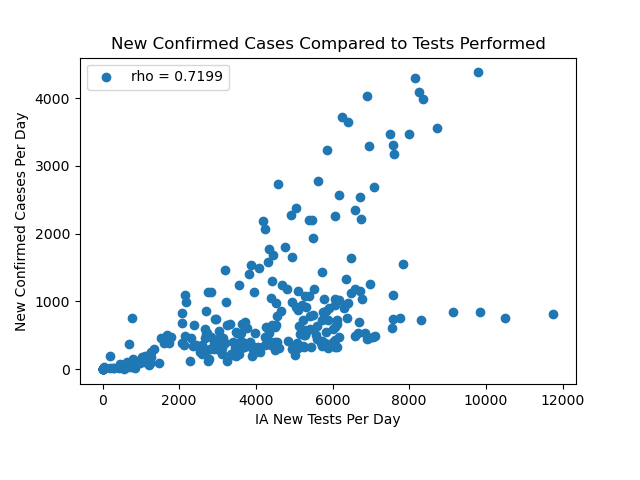 New Confirmed Cases Compared to Tests Performed
rho = 0.7199
New Confirmed Caeses Per Day
4000
3000
2000
1000
0
0 2000 4000 6000 8000 10000 12000
IA New Tests Per Day